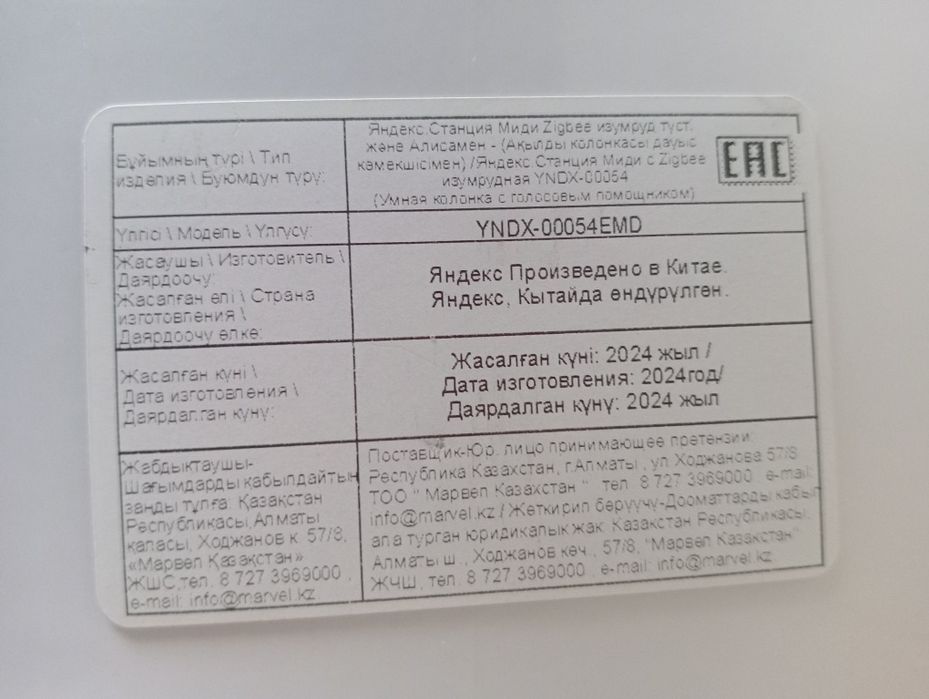 Бұйымның түрі \ Тип
изделия \ Буюмдун түрү:
Яндекс.Станция Миди Zigbee изумруд түст.
және Алисамен - (Ақылды колонкасы дауыс
көмекшісімен) /Яндекс Станция Миди с Zigbee
изумрудная YNDX-00054
(Умная колонка с голосовым помощником)
EAC
Үлгісі \ Модель \ Үлгүсү:
YNDX-00054EMD
Жасаушы \ Изготовитель \
Даярдоочу:
Жасалған елі \ Страна
изготовления \
Даярдоочу өлкө:
Яндекс Произведено в Китае.
Яндекс, Кытайда өндүрүлгөн.
Жасалған күні \
Дата изготовления \
Даярдалган күнү:
Жасалған күні: 2024 жыл /
Дата изготовления: 2024год/
Даярдалган күнү: 2024 жыл
Жабдықтаушы-
Шағымдарды қабылдайтын
заңды тұлға: Қазақстан
Республикасы,Алматы
қаласы, Ходжанов к. 57/8,
«Марвел Қазақстан»
ЖШС,тел. 8 727 3969000 ,
e-mail: info@marvel.kz
Поставщик-Юр. лицо принимающее претензии:
Республика Казахстан, г.Алматы , ул.Ходжанова 57/8
ТОО " Марвел Казахстан " тел. 8 727 3969000 , e-mail:
info@marvel.kz / Жеткирип берүүчү-Дооматтарды кабыл
ала турган юридикалык жак: Казакстан Республикасы,
Алматы ш., Ходжанов көч., 57/8, "Марвел Казакстан"
ЖЧШ, тел. 8 727 3969000 , e-mail: info@marvel.kz